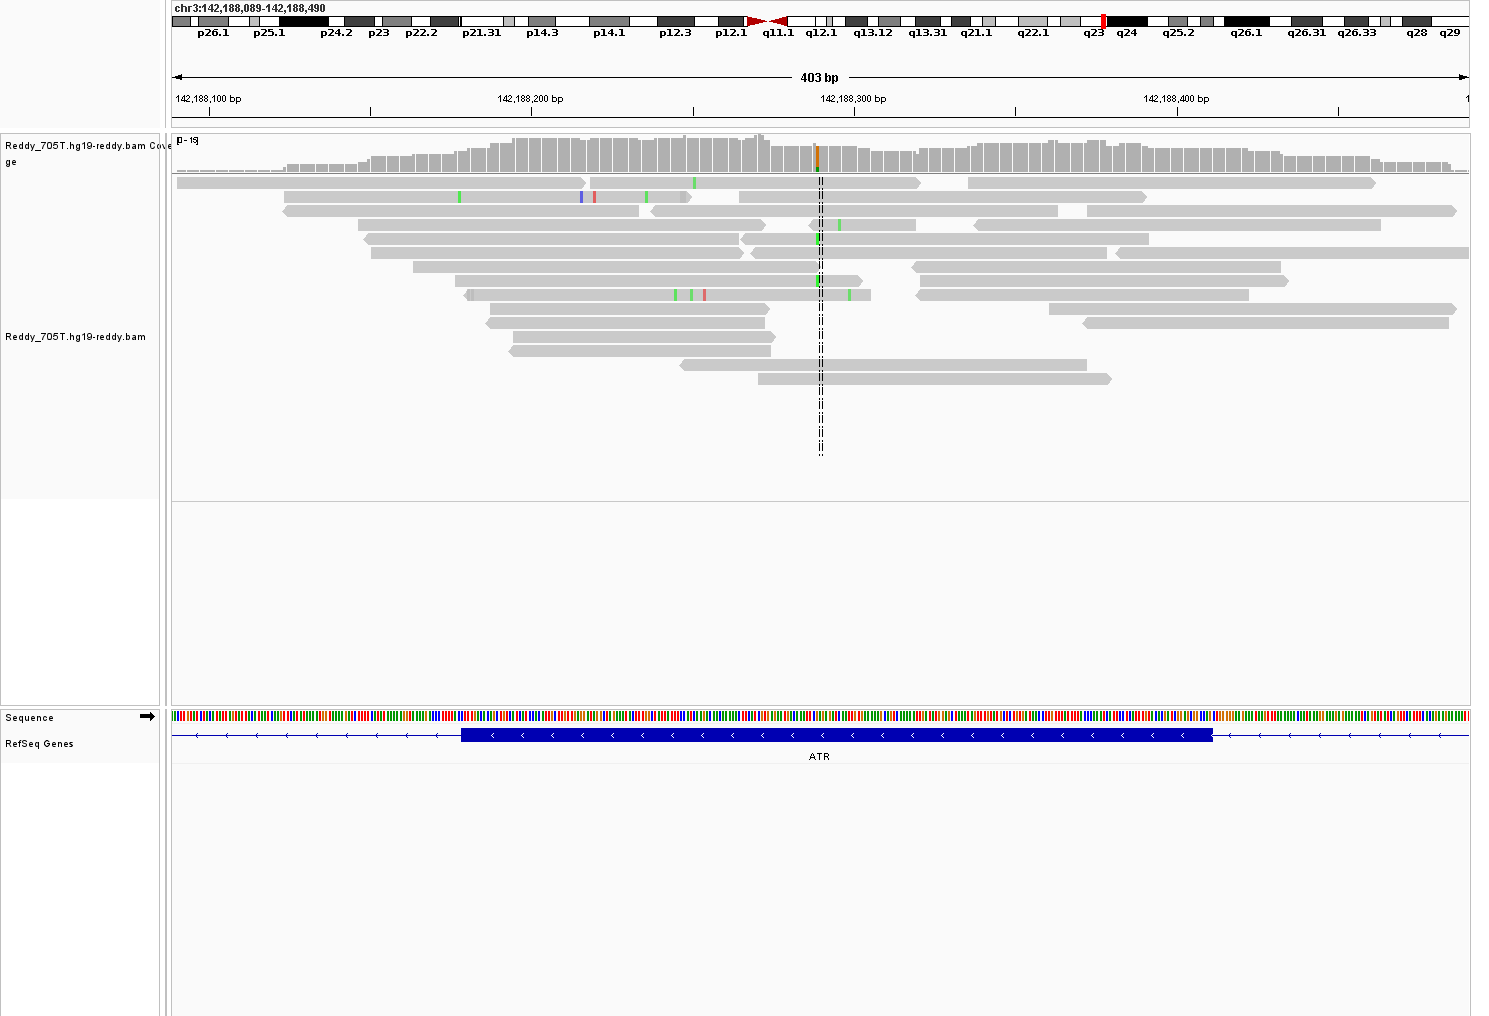 chr3:142,188,089-142,188,490
p26.1 p25.1 p24.2 p23 p22.2 p21.31 p14.3 p14.1 p12.3 p12.1 q11.1 q12.1 q13.12 q13.31 q21.1 q22.1 q23 q24 q25.2 q26.1 q26.31 q26.33 q28 q29
403 bp
142,188,100 bp 142,188,200 bp 142,188,300 bp 142,188,400 bp 1
Reddy_705T.hg19-reddy.bam Cove
ge
[0 - 19]
Reddy_705T.hg19-reddy.bam
Sequence
RefSeq Genes
ATR